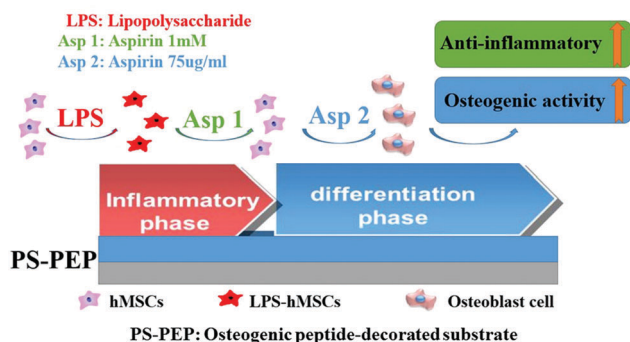 LPS: Lipopolysaccharide
Asp 1: Aspirin 1mM
Asp 2: Aspirin 75ug/ml
Anti-inflammatory
Osteogenic activity
LPS
Asp 1
Asp 2
Inflammatory
phase
differentiation
phase
PS-PEP
hMSCs
LPS-hMSCs
Osteoblast cell
PS-PEP: Osteogenic peptide-decorated substrate